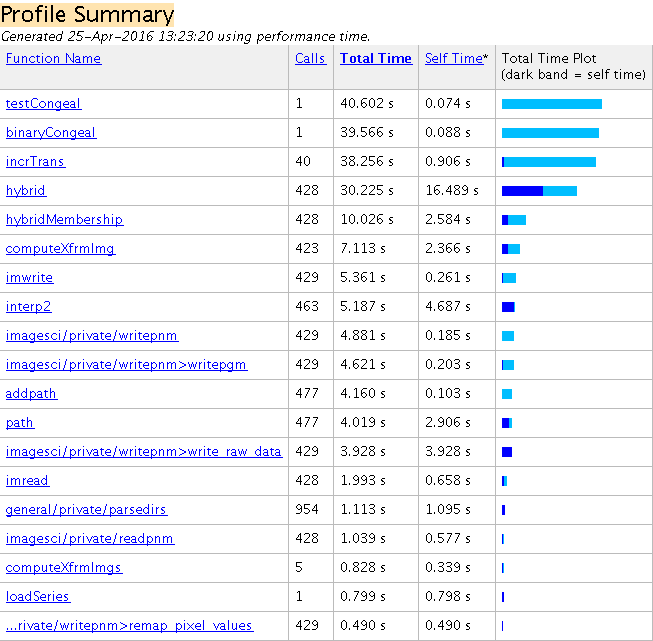 Profile Summary
Generated 25-Apr-2016 13:23:20 using performance time.
Function Name Calls Total Time Self Time* Total Time Plot
(dark band = self time)
testCongeal 1 40.602 s 0.074 s
binaryCongeal 1 39.566 s 0.088 s
incrTrans 40 38.256 s 0.906 s
hybrid 428 30.225 s 16.489 s
hybridMembership 428 10.026 s 2.584 s
computeXfrmImg 423 7.113 s 2.366 s
imwrite 429 5.361 s 0.261 s
interp2 463 5.187 s 4.687 s
imagesci/private/writepnm 429 4.881 s 0.185 s
imagesci/private/writepnm>writepgm 429 4.621 s 0.203 s
addpath 477 4.160 s 0.103 s
path 477 4.019 s 2.906 s
imagesci/private/writepnm>write_raw_data 429 3.928 s 3.928 s
imread 428 1.993 s 0.658 s
general/private/parsedirs 954 1.113 s 1.095 s
imagesci/private/readpnm 428 1.039 s 0.577 s
computeXfrmImgs 5 0.828 s 0.339 s
loadSeries 1 0.799 s 0.798 s
...rivate/writepnm>remap_pixel_values 429 0.490 s 0.490 s